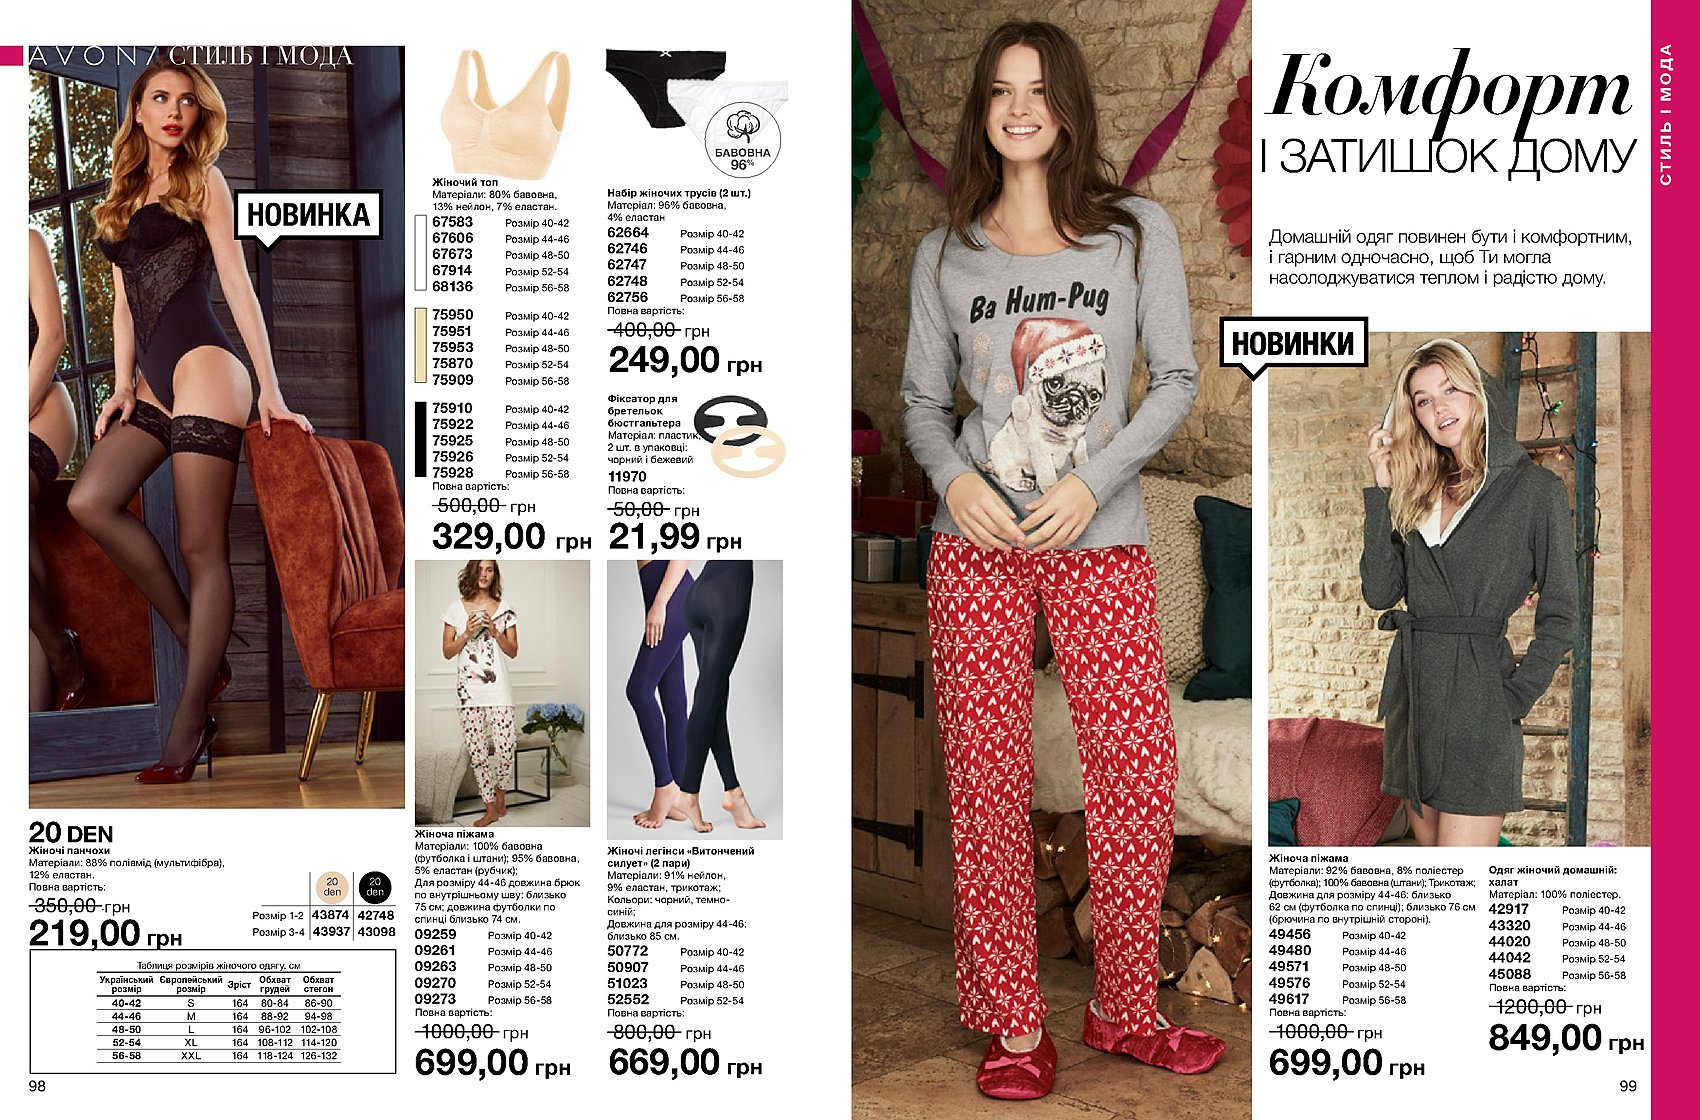 AVON / СТИЛЬ І МОДА
НОВИНКА
20 DEN
Жіночі панчохи
Матеріали: 88% поліамід (мультифібра),
12% еластан.
Повна вартість:
350,00 грн
219,00 грн
20 den 20 den
Розмір 1-2 43874 42748
Розмір 3-4 43937 43098
Таблиця розмірів жіночого одягу, см
Український розмір Європейський розмір Зріст Обхват грудей Обхват стегон
40-42 S 164 80-84 86-90
44-46 M 164 88-92 94-98
48-50 L 164 96-102 102-108
52-54 XL 164 108-112 114-120
56-58 XXL 164 118-124 126-132
98
Жіночий топ
Матеріали: 80% бавовна,
13% нейлон, 7% еластан.
67583 Розмір 40-42
67606 Розмір 44-46
67673 Розмір 48-50
67914 Розмір 52-54
68136 Розмір 56-58
75950 Розмір 40-42
75951 Розмір 44-46
75953 Розмір 48-50
75870 Розмір 52-54
75909 Розмір 56-58
75910 Розмір 40-42
75922 Розмір 44-46
75925 Розмір 48-50
75926 Розмір 52-54
75928 Розмір 56-58
Повна вартість:
500,00 грн
329,00 грн
БАВОВНА
96%
Набір жіночих трусів (2 шт.)
Матеріал: 96% бавовна,
4% еластан
62664 Розмір 40-42
62746 Розмір 44-46
62747 Розмір 48-50
62748 Розмір 52-54
62756 Розмір 56-58
Повна вартість:
400,00 грн
249,00 грн
Фіксатор для
бретельок
бюстгальтера
Матеріал: пластик;
2 шт. в упаковці:
чорний і бежевий
11970
Повна вартість:
50,00 грн
21,99 грн
Жіноча піжама
Матеріали: 100% бавовна
(футболка і штани); 95% бавовна,
5% еластан (рубчик);
Для розміру 44-46 довжина брюк
по внутрішньому шву: близько
75 см; довжина футболки по
спинці близько 74 см.
09259 Розмір 40-42
09261 Розмір 44-46
09263 Розмір 48-50
09270 Розмір 52-54
09273 Розмір 56-58
Повна вартість:
1000,00 грн
699,00 грн
Жіночі легінси «Витончений
силует» (2 пари)
Матеріали: 91% нейлон,
9% еластан, трикотаж;
Кольори: чорний, темно-
синій;
Довжина для розміру 44-46:
близько 85 см.
50772 Розмір 40-42
50907 Розмір 44-46
51023 Розмір 48-50
52552 Розмір 52-54
Повна вартість:
800,00 грн
669,00 грн
Ba Hum-Pug
Комфорт
І ЗАТИШОК ДОМУ
Домашній одяг повинен бути і комфортним,
і гарним одночасно, щоб Ти могла
насолоджуватися теплом і радістю дому.
НОВИНКИ
СТИЛЬ І МОДА
Жіноча піжама
Матеріали: 92% бавовна, 8% поліестер
(футболка); 100% бавовна (штани); Трикотаж;
Довжина для розміру 44-46: близько
62 см (футболка по спинці); близько 76 см
(брючина по внутрішній стороні).
49456 Розмір 40-42
49480 Розмір 44-46
49571 Розмір 48-50
49576 Розмір 52-54
49617 Розмір 56-58
Повна вартість:
1000,00 грн
699,00 грн
Одяг жіночий домашній:
халат
Матеріал: 100% поліестер.
42917 Розмір 40-42
43320 Розмір 44-46
44020 Розмір 48-50
44042 Розмір 52-54
45088 Розмір 56-58
Повна вартість:
1200,00 грн
849,00 грн
99